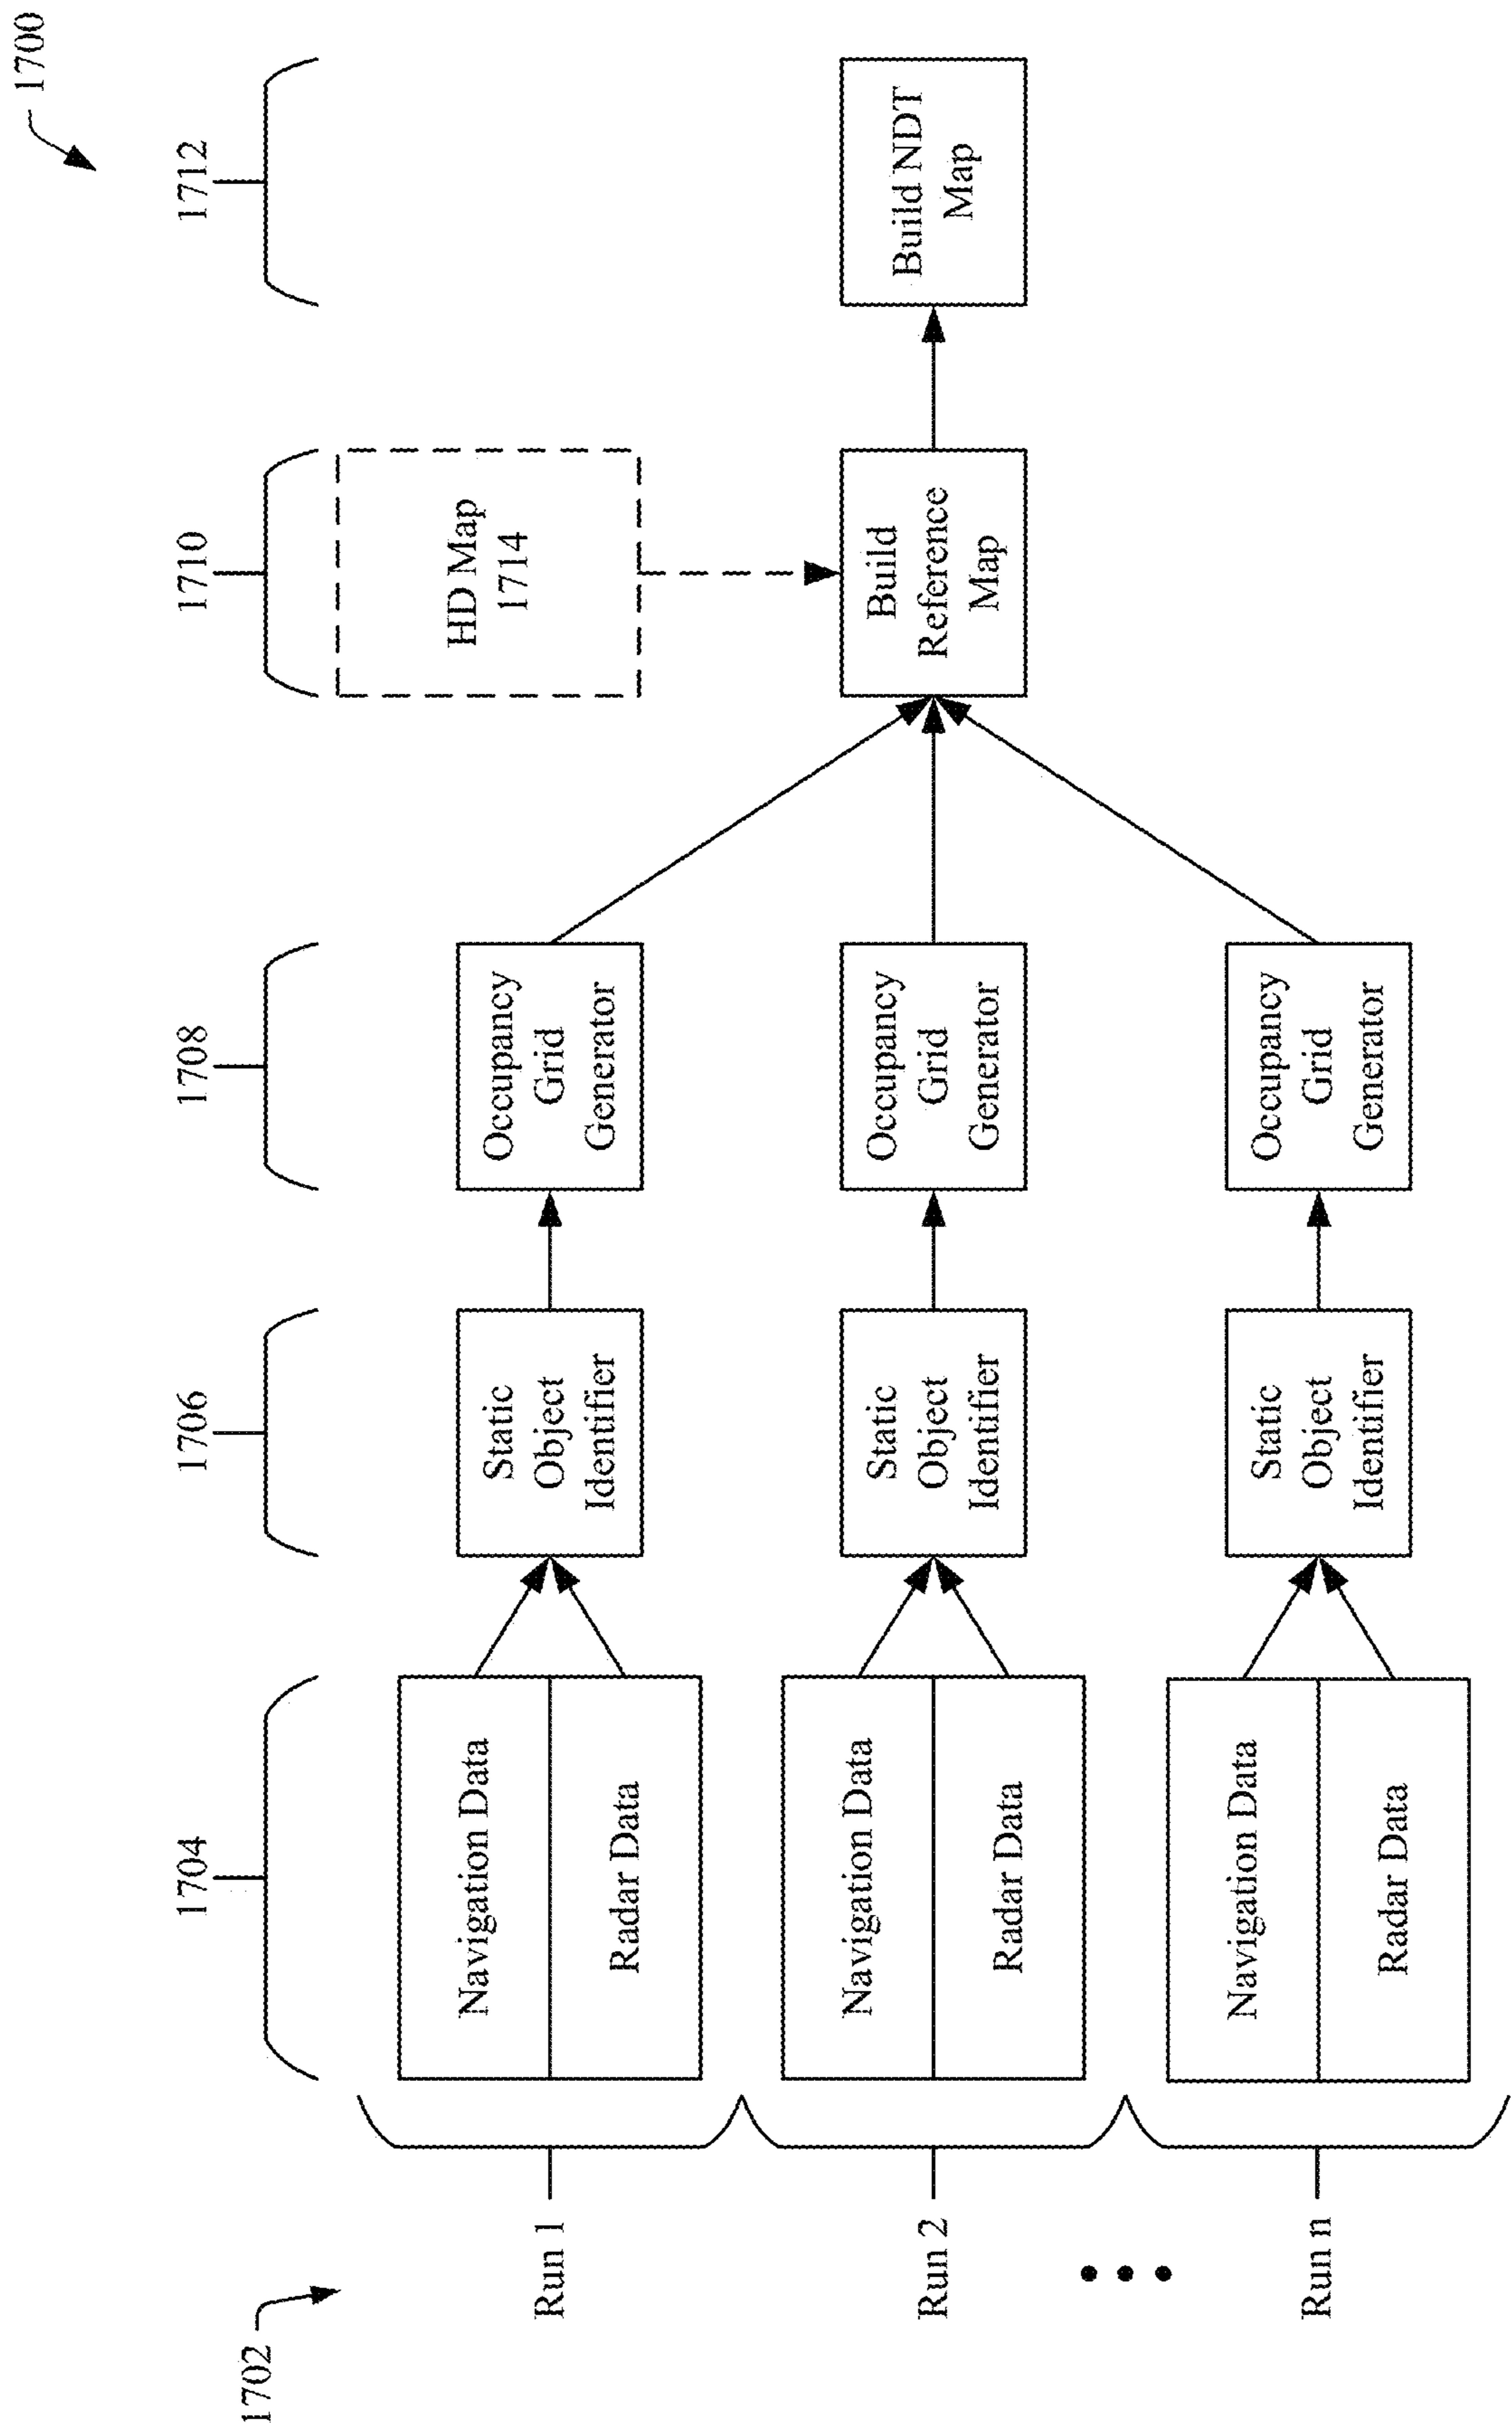 1700
1702
1704
1706
1708
1710
1712
Run 1
Navigation Data
Radar Data
Static
Object
Identifier
Occupancy
Grid
Generator
HD Map
1714
Run 2
Navigation Data
Radar Data
Static
Object
Identifier
Occupancy
Grid
Generator
Build
Reference
Map
Build NDT
Map
Run n
Navigation Data
Radar Data
Static
Object
Identifier
Occupancy
Grid
Generator